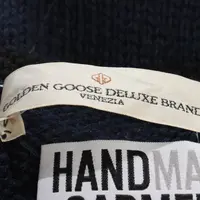 GOLDEN GOOSE DELUXE BRAND
VENEZIA
HANDMA
GARME